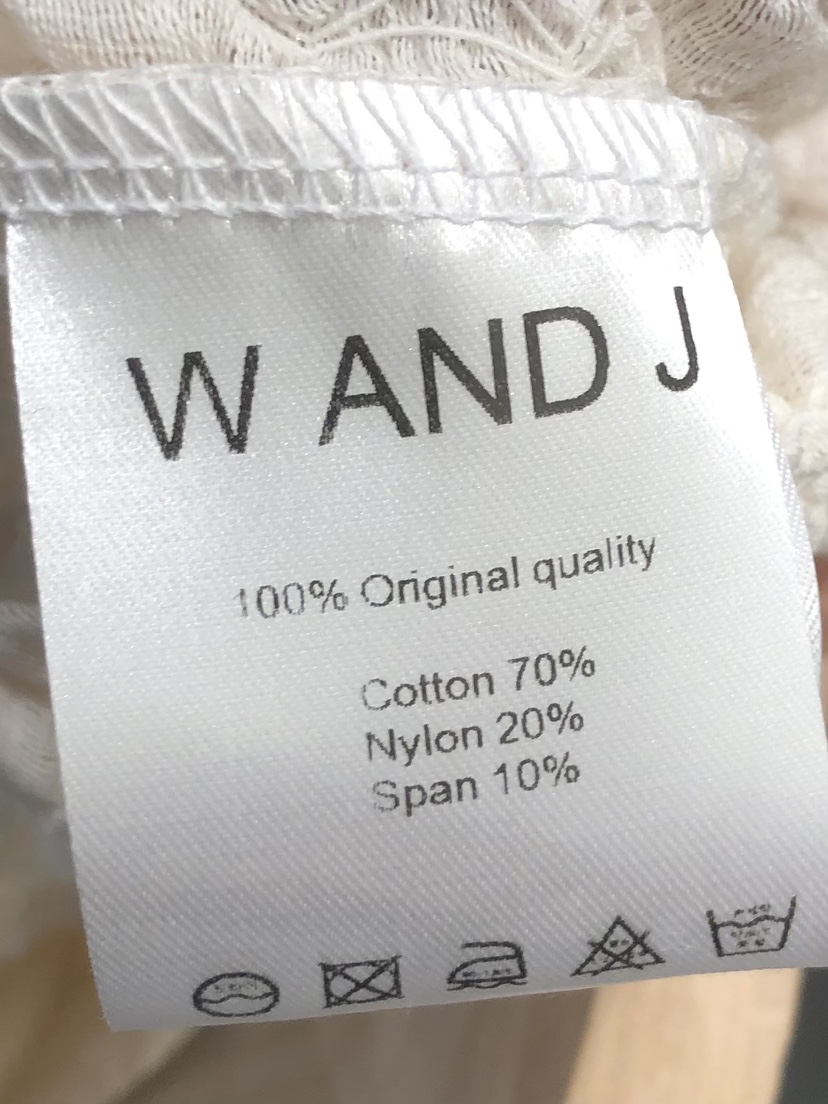 W AND J
100% Original quality
Cotton 70%
Nylon 20%
Span 10%